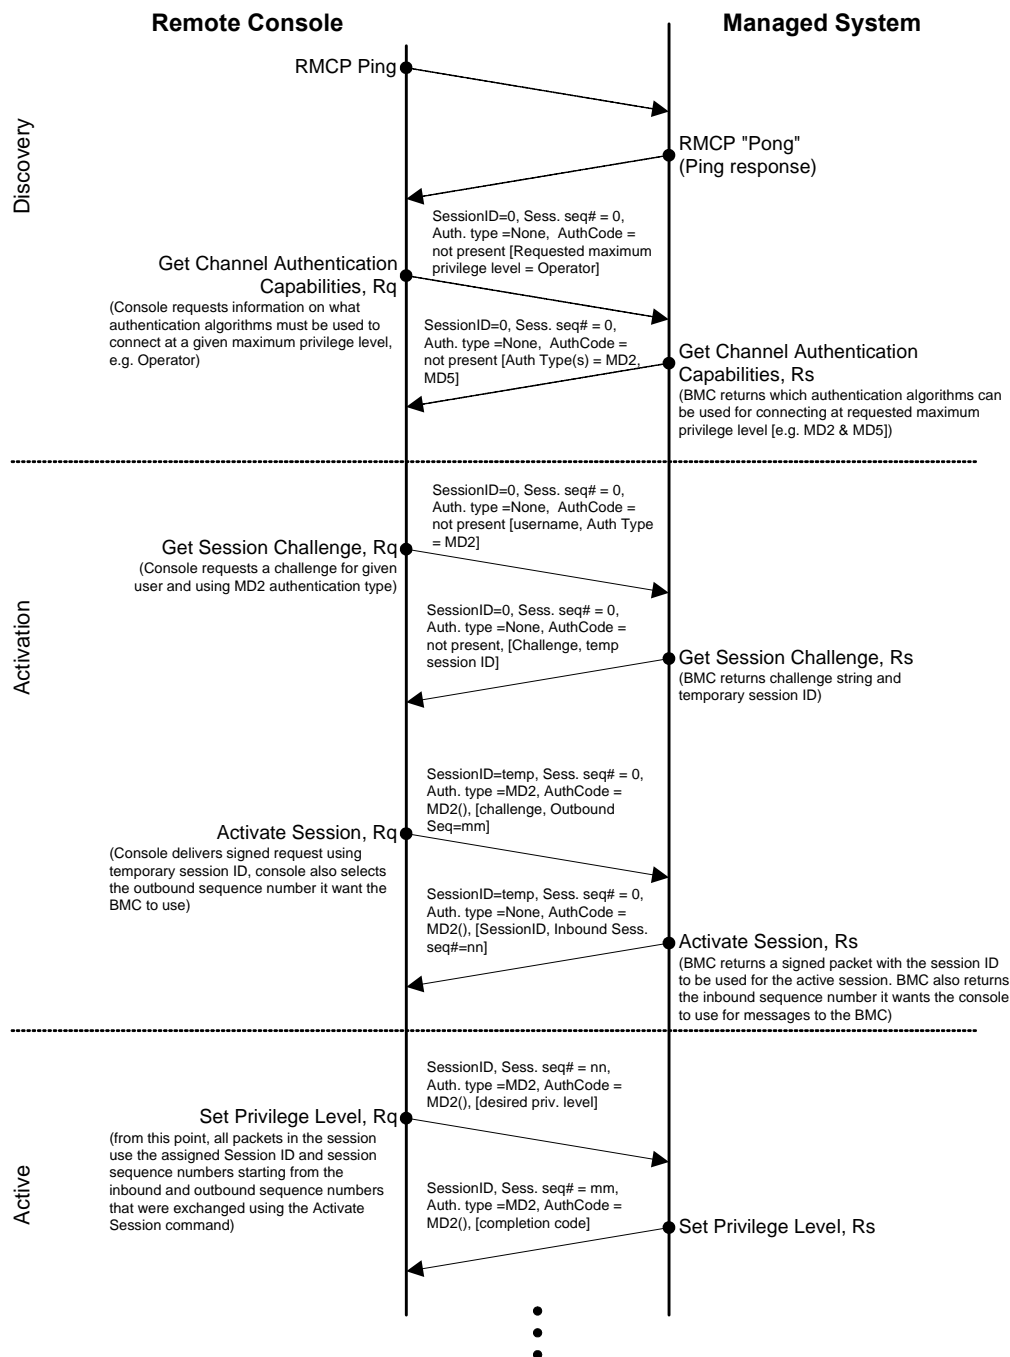 Remote Console
Managed System
Discovery
RMCP Ping
RMCP "Pong"
(Ping response)
SessionID=0, Sess. seq# = 0,
Auth. type =None, AuthCode =
not present [Requested maximum
privilege level = Operator]
Get Channel Authentication
Capabilities, Rq
(Console requests information on what
authentication algorithms must be used to
connect at a given maximum privilege level,
e.g. Operator)
SessionID=0, Sess. seq# = 0,
Auth. type =None, AuthCode =
not present [Auth Type(s) = MD2,
MD5]
Get Channel Authentication
Capabilities, Rs
(BMC returns which authentication algorithms can
be used for connecting at requested maximum
privilege level [e.g. MD2 & MD5])
Activation
SessionID=0, Sess. seq# = 0,
Auth. type =None, AuthCode =
not present [username, Auth Type
= MD2]
Get Session Challenge, Rq
(Console requests a challenge for given
user and using MD2 authentication type)
SessionID=0, Sess. seq# = 0,
Auth. type =None, AuthCode =
not present, [Challenge, temp
session ID]
Get Session Challenge, Rs
(BMC returns challenge string and
temporary session ID)
SessionID=temp, Sess. seq# = 0,
Auth. type =MD2, AuthCode =
MD2(), [challenge, Outbound
Seq=mm]
Activate Session, Rq
(Console delivers signed request using
temporary session ID, console also selects
the outbound sequence number it want the
BMC to use)
SessionID=temp, Sess. seq# = 0,
Auth. type =None, AuthCode =
MD2(), [SessionID, Inbound Sess.
seq#=nn]
Activate Session, Rs
(BMC returns a signed packet with the session ID
to be used for the active session. BMC also returns
the inbound sequence number it wants the console
to use for messages to the BMC)
Active
SessionID, Sess. seq# = nn,
Auth. type =MD2, AuthCode =
MD2(), [desired priv. level]
Set Privilege Level, Rq
(from this point, all packets in the session
use the assigned Session ID and session
sequence numbers starting from the
inbound and outbound sequence numbers
that were exchanged using the Activate
Session command)
SessionID, Sess. seq# = mm,
Auth. type =MD2, AuthCode =
MD2(), [completion code]
Set Privilege Level, Rs